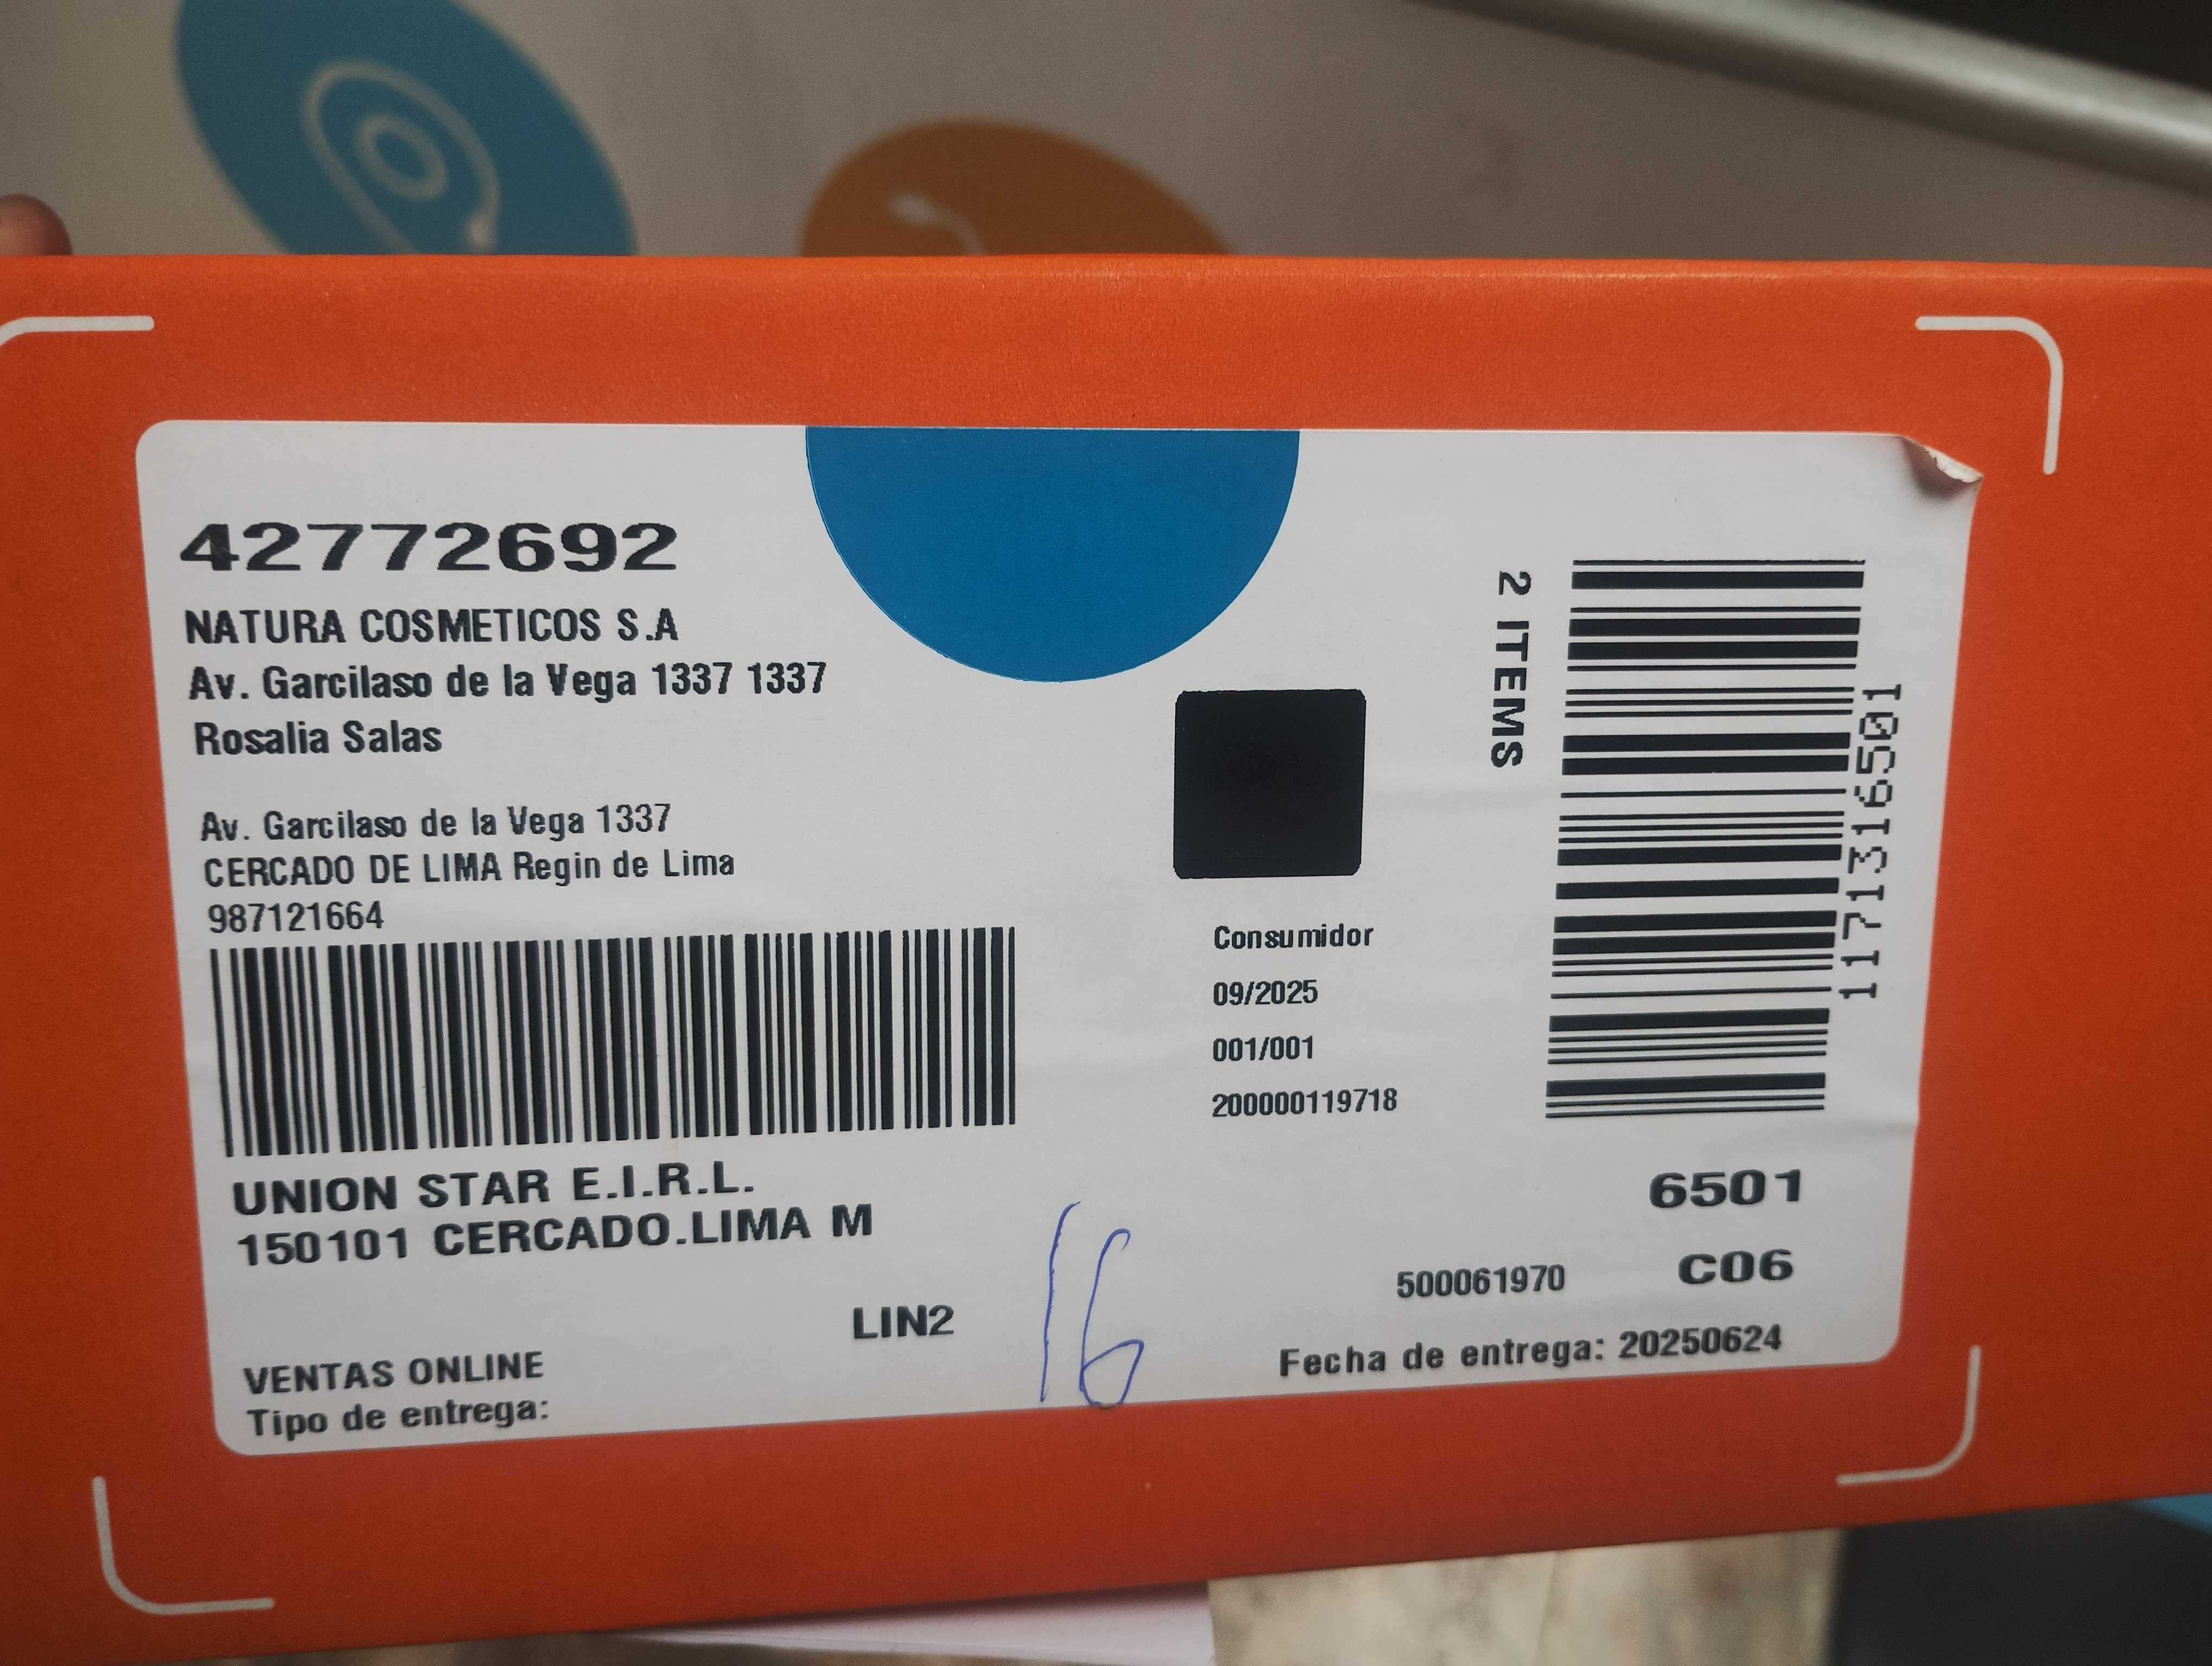 42772692
NATURA COSMETICOS S.A
Av. Garcilaso de la Vega 1337 1337
Rosalia Salas
Av. Garcilaso de la Vega 1337
CERCADO DE LIMA Regin de Lima
987121664
UNION STAR E.I.R.L.
150101 CERCADO.LIMA M
LIN2
VENTAS ONLINE
Tipo de entrega:
16
Consumidor
09/2025
001/001
200000119718
2 ITEMS
1171316501
6501
500061970 C06
Fecha de entrega: 20250624